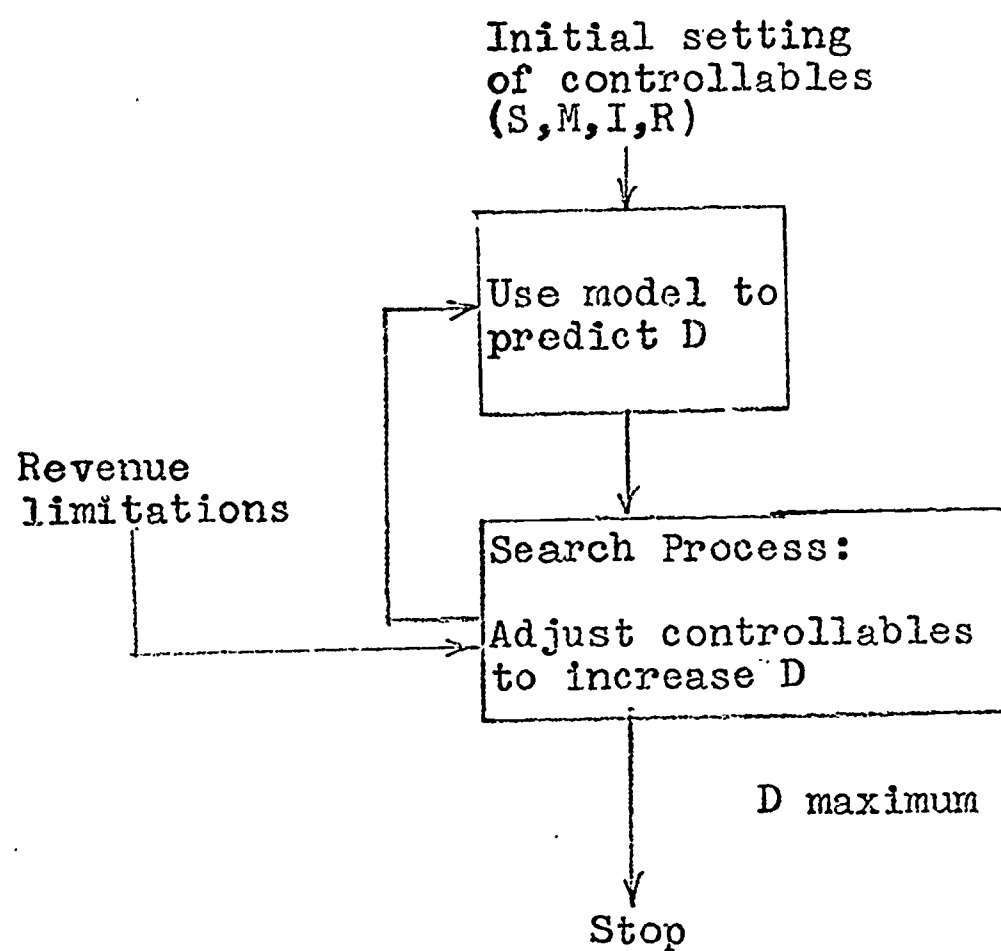 Initial setting
of controllables
(S,M,I,R)
Use model to
predict D
Revenue
limitations
Search Process:
Adjust controllables
to increase D
D maximum
Stop